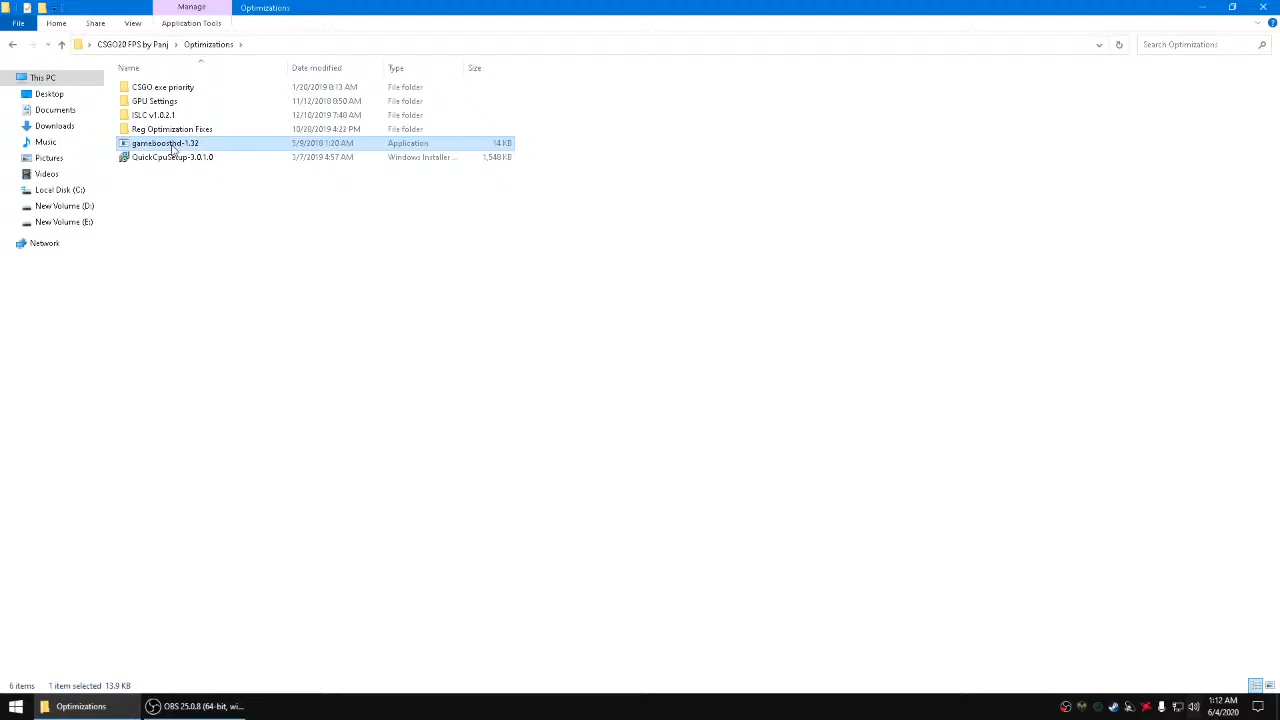 Manage
Optimizations
File
Home
Share
View
Application Tools
CSGO20 FPS by Panj
Optimizations
Search Optimizations
Name
Date modified
Type
Size
This PC
Desktop
Documents
Downloads
Music
Pictures
Videos
Local Disk (C:)
New Volume (D:)
New Volume (E:)
Network
CSGO exe priority 1/20/2019 8:13 AM File folder
GPU Settings 11/12/2018 8:50 AM File folder
ISLC v1.0.2.1 12/10/2019 7:48 AM File folder
Reg Optimization Fixes 10/28/2019 4:22 PM File folder
1:20 AM Application 14 KB
QuickCpuSetup-3.0.1.0 3/7/2019 4:57 AM Windows Installer ... 1,548 KB
6 items 1 item selected 13.9 KB
Optimizations
OBS 25.0.8 (64-bit, wi...
1:12 AM
6/4/2020